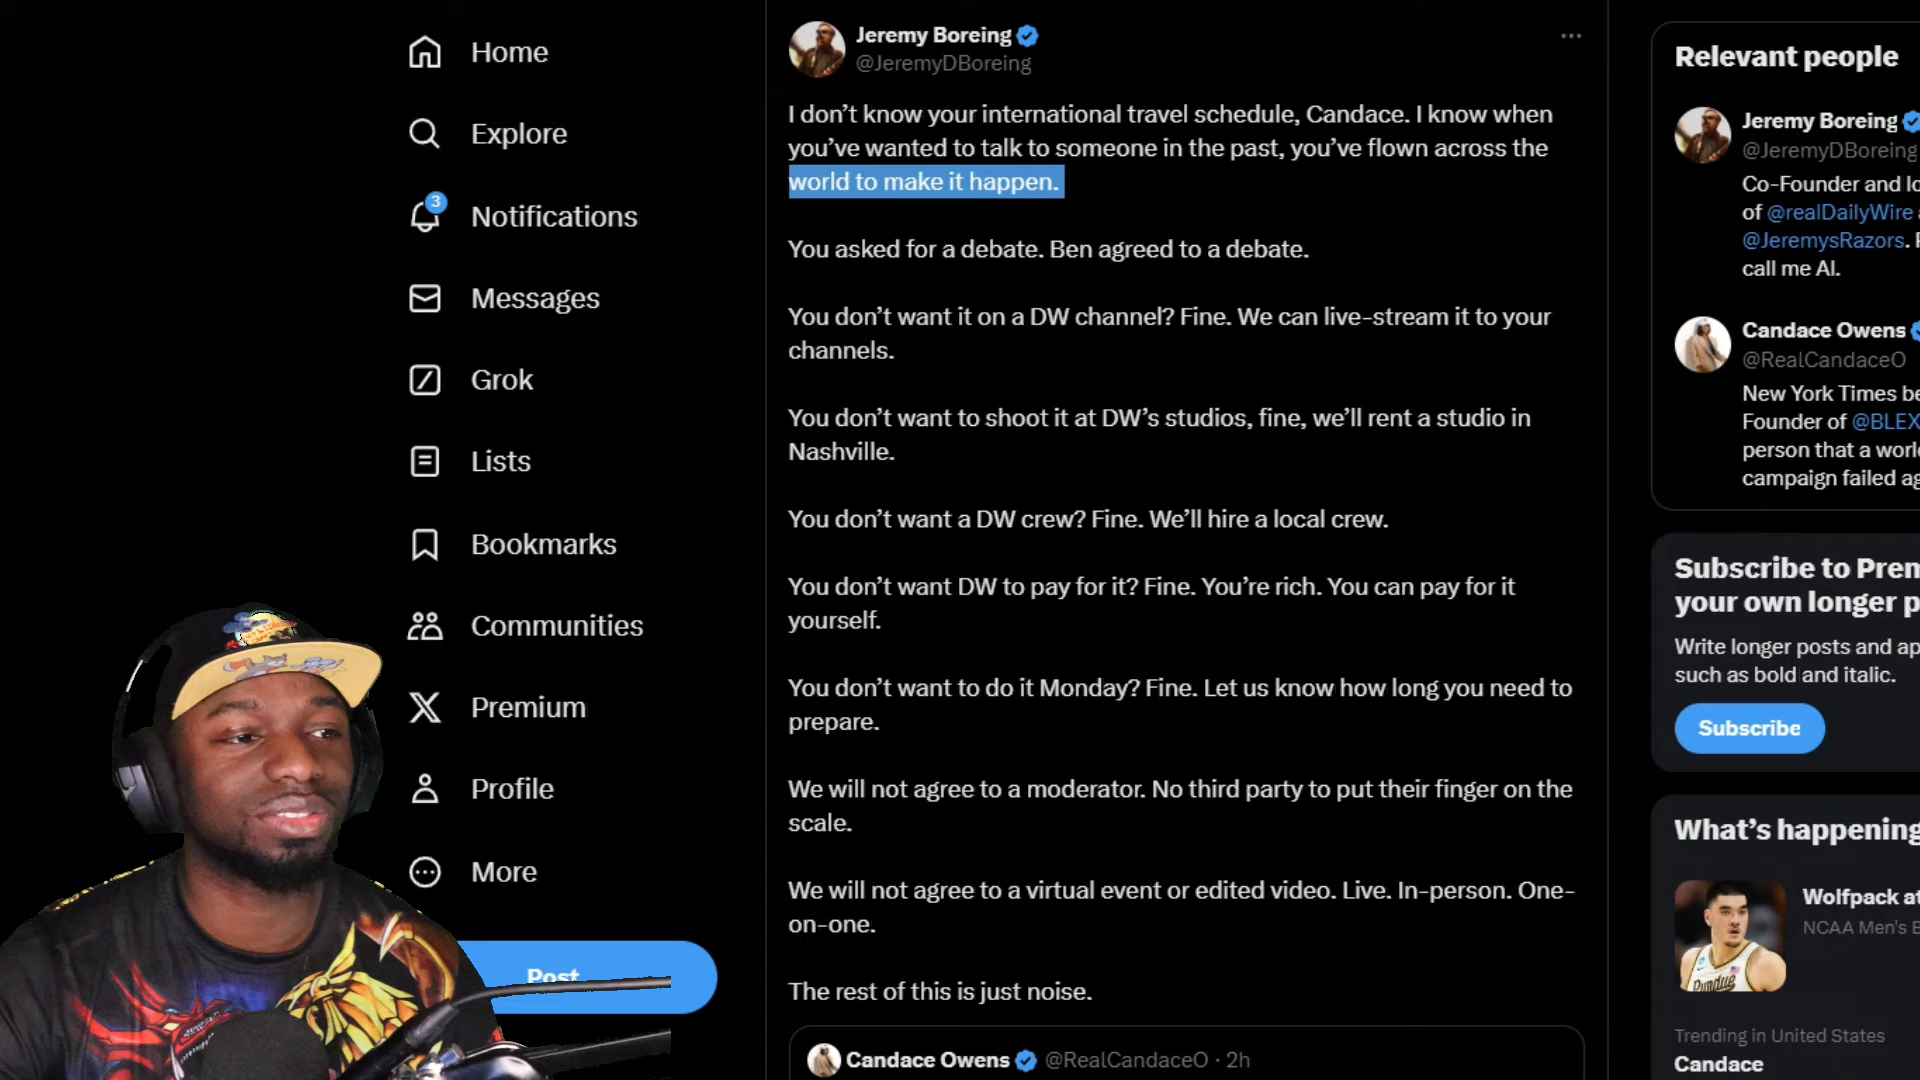 Home
Explore
3
Notifications
Messages
Grok
Lists
Bookmarks
Communities
Premium
Profile
More
Post
Jeremy Boreing
@JeremyDBoreing
I don’t know your international travel schedule, Candace. I know when
you’ve wanted to talk to someone in the past, you’ve flown across the
world to make it happen.
You asked for a debate. Ben agreed to a debate.
You don’t want it on a DW channel? Fine. We can live-stream it to your
channels.
You don’t want to shoot it at DW’s studios, fine, we’ll rent a studio in
Nashville.
You don’t want a DW crew? Fine. We’ll hire a local crew.
You don’t want DW to pay for it? Fine. You’re rich. You can pay for it
yourself.
You don’t want to do it Monday? Fine. Let us know how long you need to
prepare.
We will not agree to a moderator. No third party to put their finger on the
scale.
We will not agree to a virtual event or edited video. Live. In-person. One-
on-one.
The rest of this is just noise.
Candace Owens @RealCandaceO · 2h
Relevant people
Jeremy Boreing
@JeremyDBoreing
Co-Founder and
of @realDailyWire
@JeremysRazors.
call me Al.
Candace Owens
@RealCandaceO
New York Times
Founder of @BLEX
person that a
campaign failed
Subscribe to
your own longer
Write longer posts and
such as bold and italic.
Subscribe
What’s happening
Wolfpack
NCAA Men's
Purdue
Trending in United States
Candace